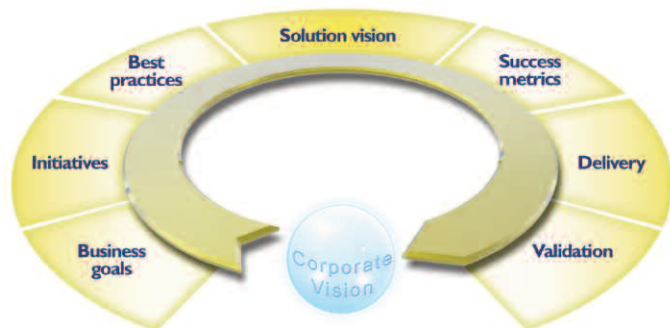 Solution vision
Best
practices
Success
metrics
Initiatives
Delivery
Business
goals
Validation
Corporate
Vision